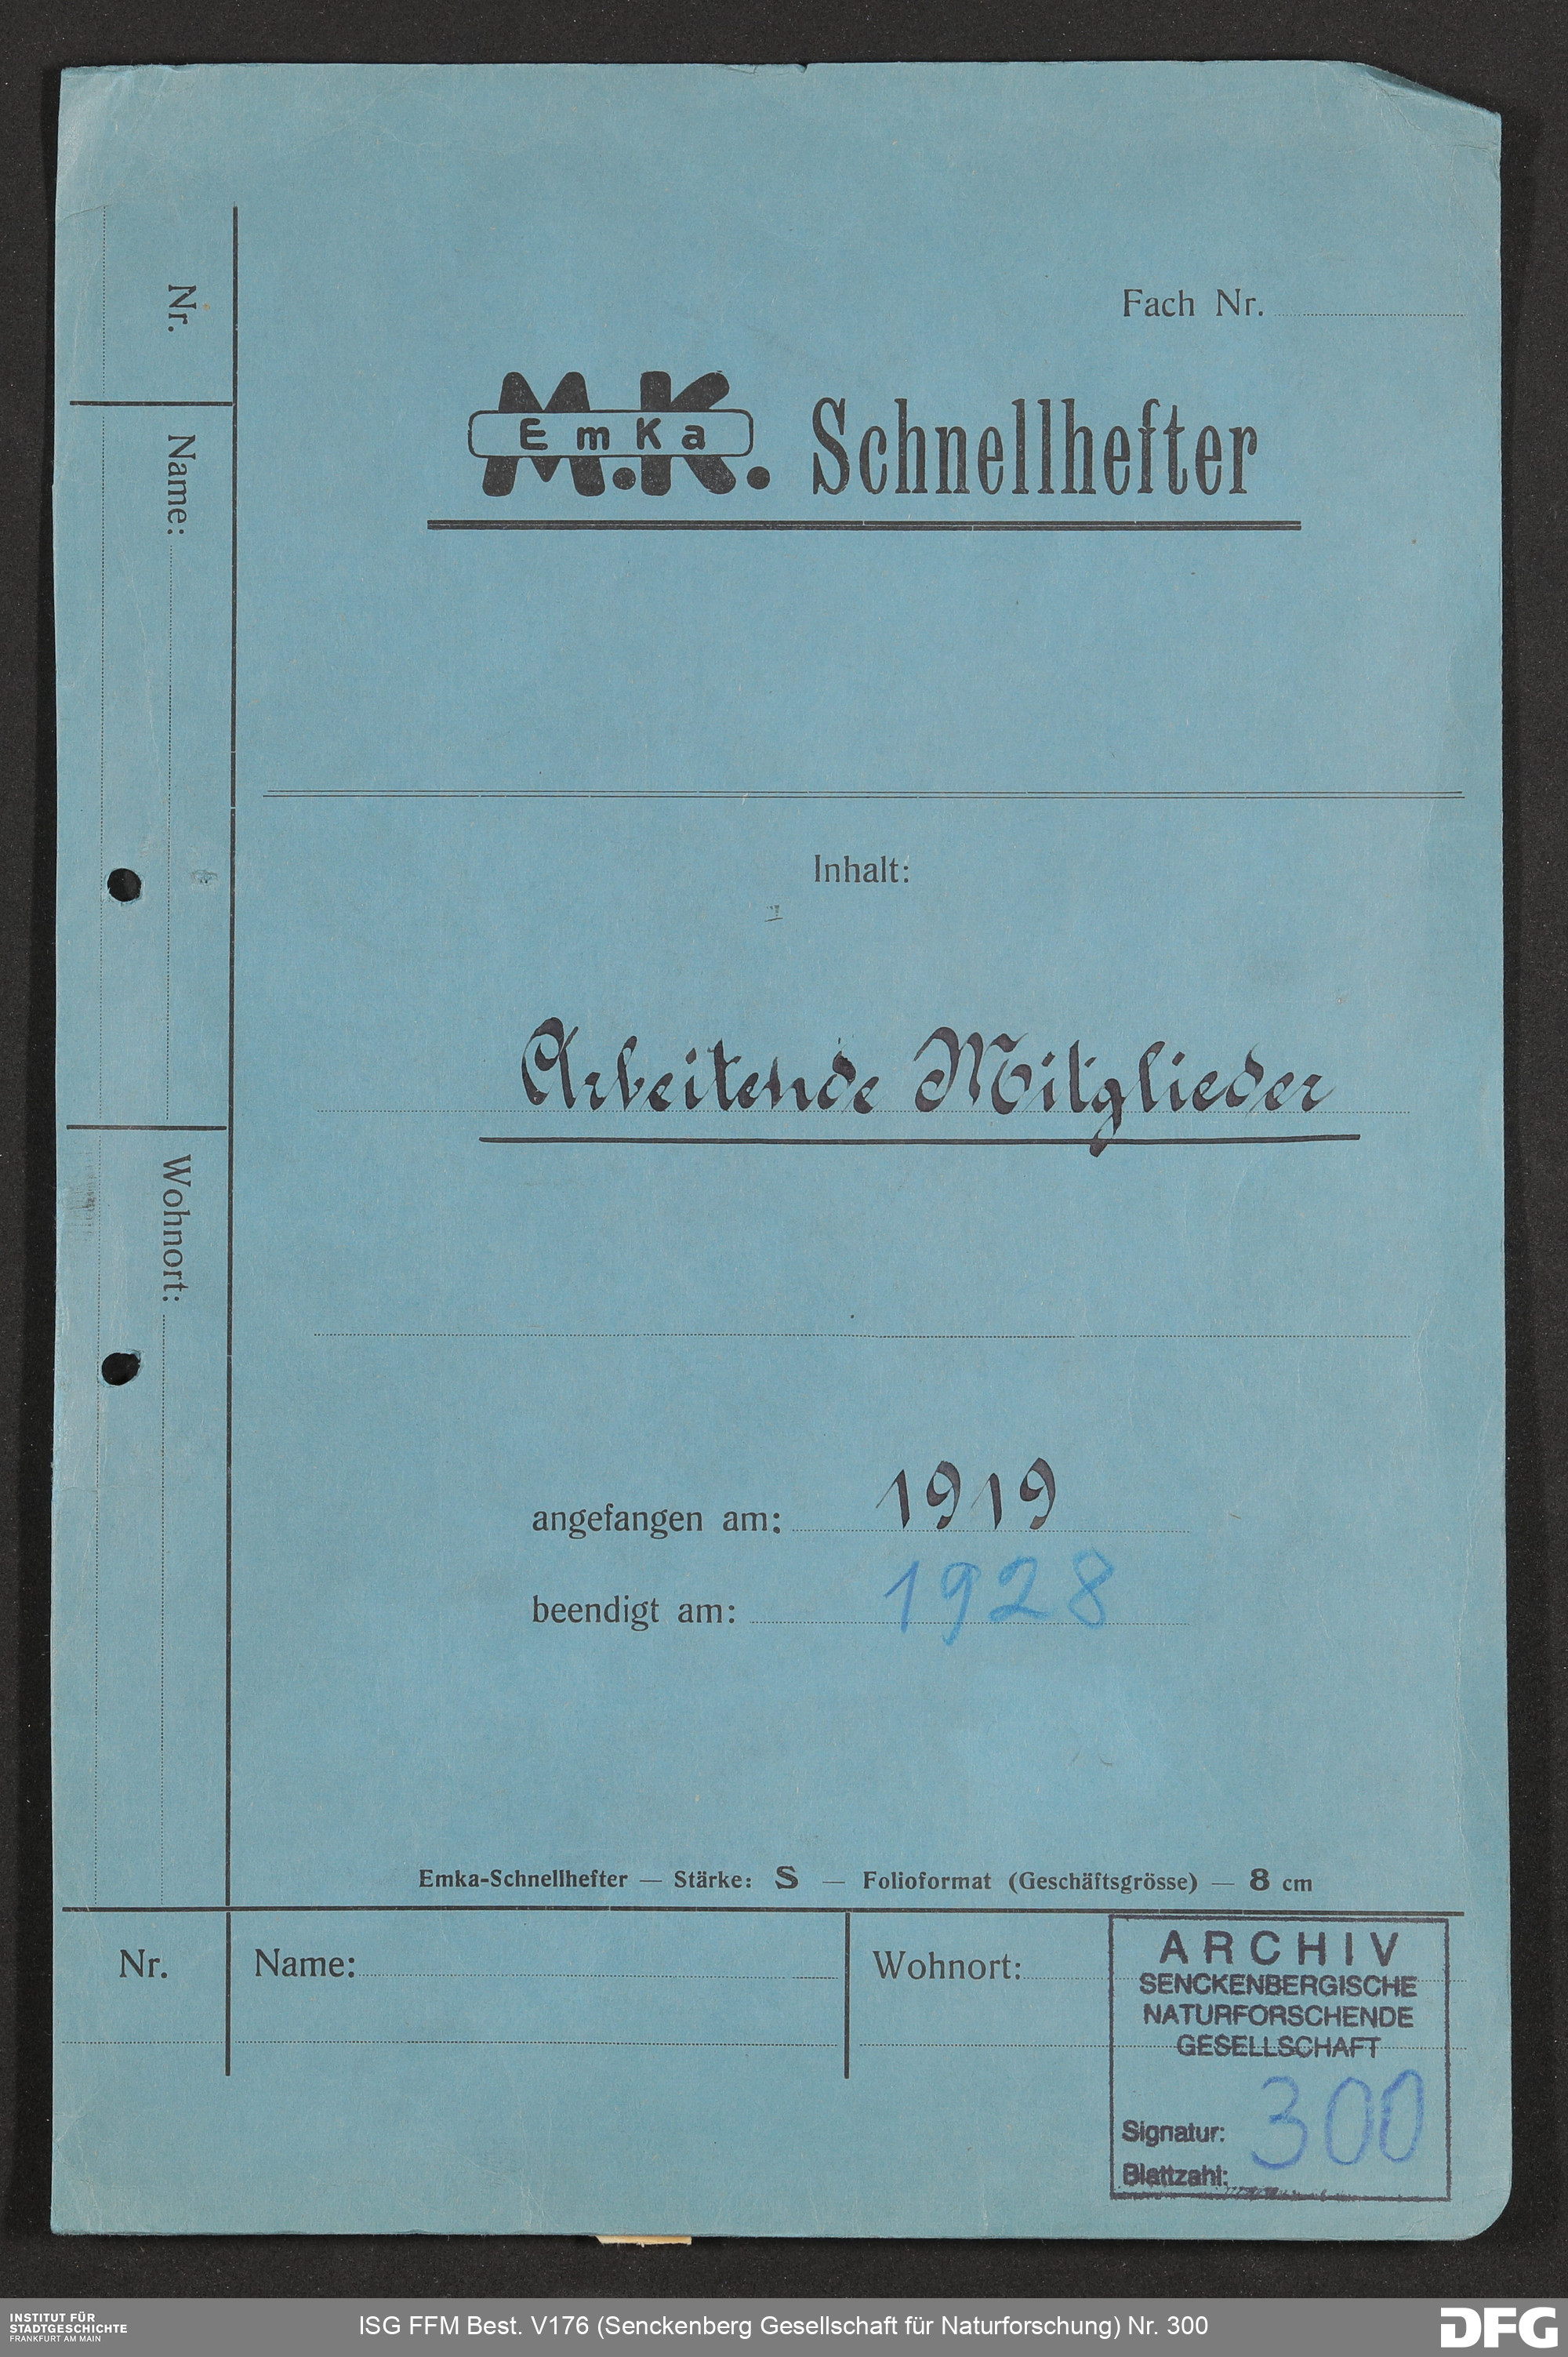 Fach Nr.
M.K.
EmKa
Schnellhefter
Nr.
Name:
Wohnort:
Inhalt:
Arbeitende Mitglieder
angefangen am: 1919
beendigt am: 1928
Emka-Schnellhefter — Stärke: S — Folioformat (Geschäftsgrösse) — 8 cm
Nr.
Name:
Wohnort:
ARCHIV
SENCKENBERGISCHE
NATURFORSCHENDE
GESELLSCHAFT
Signatur: 300
Blattzahl:
INSTITUT FÜR
STADTGESCHICHTE
FRANKFURT AM MAIN
ISG FFM Best. V176 (Senckenberg Gesellschaft für Naturforschung) Nr. 300
DFG